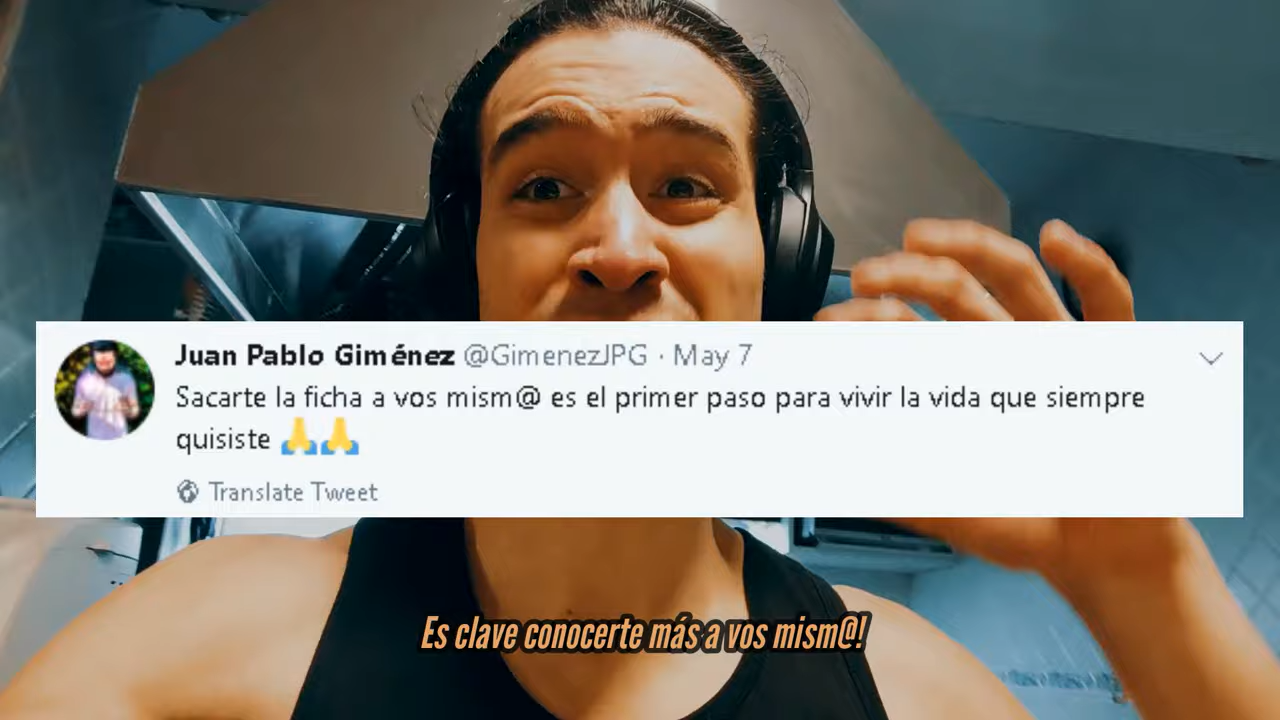 Juan Pablo Giménez @GimenezJPG · May 7
Sacarte la ficha a vos mism@ es el primer paso para vivir la vida que siempre
quisiste 🙏🙏
Translate Tweet
Es clave conocerte más a vos mism@!